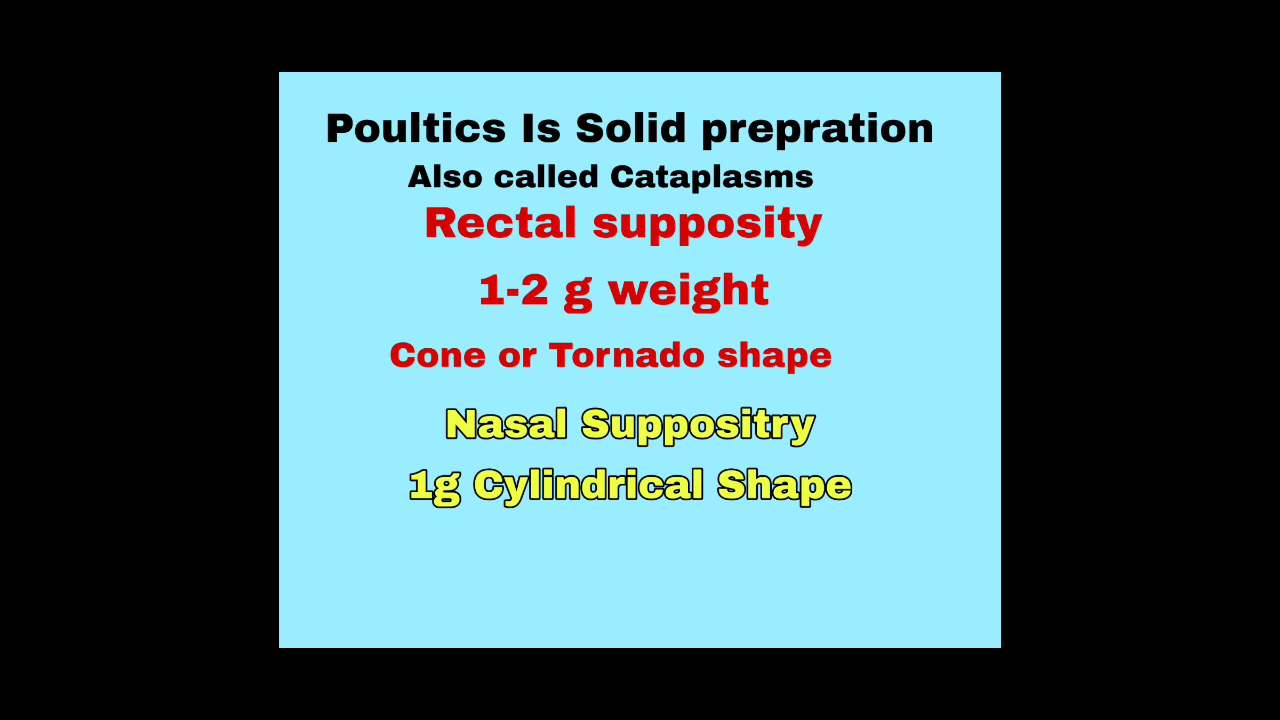 Poultics Is Solid prepration
Also called Cataplasms
Rectal supposity
1-2 g weight
Cone or Tornado shape
Nasal Suppositry
1g Cylindrical Shape